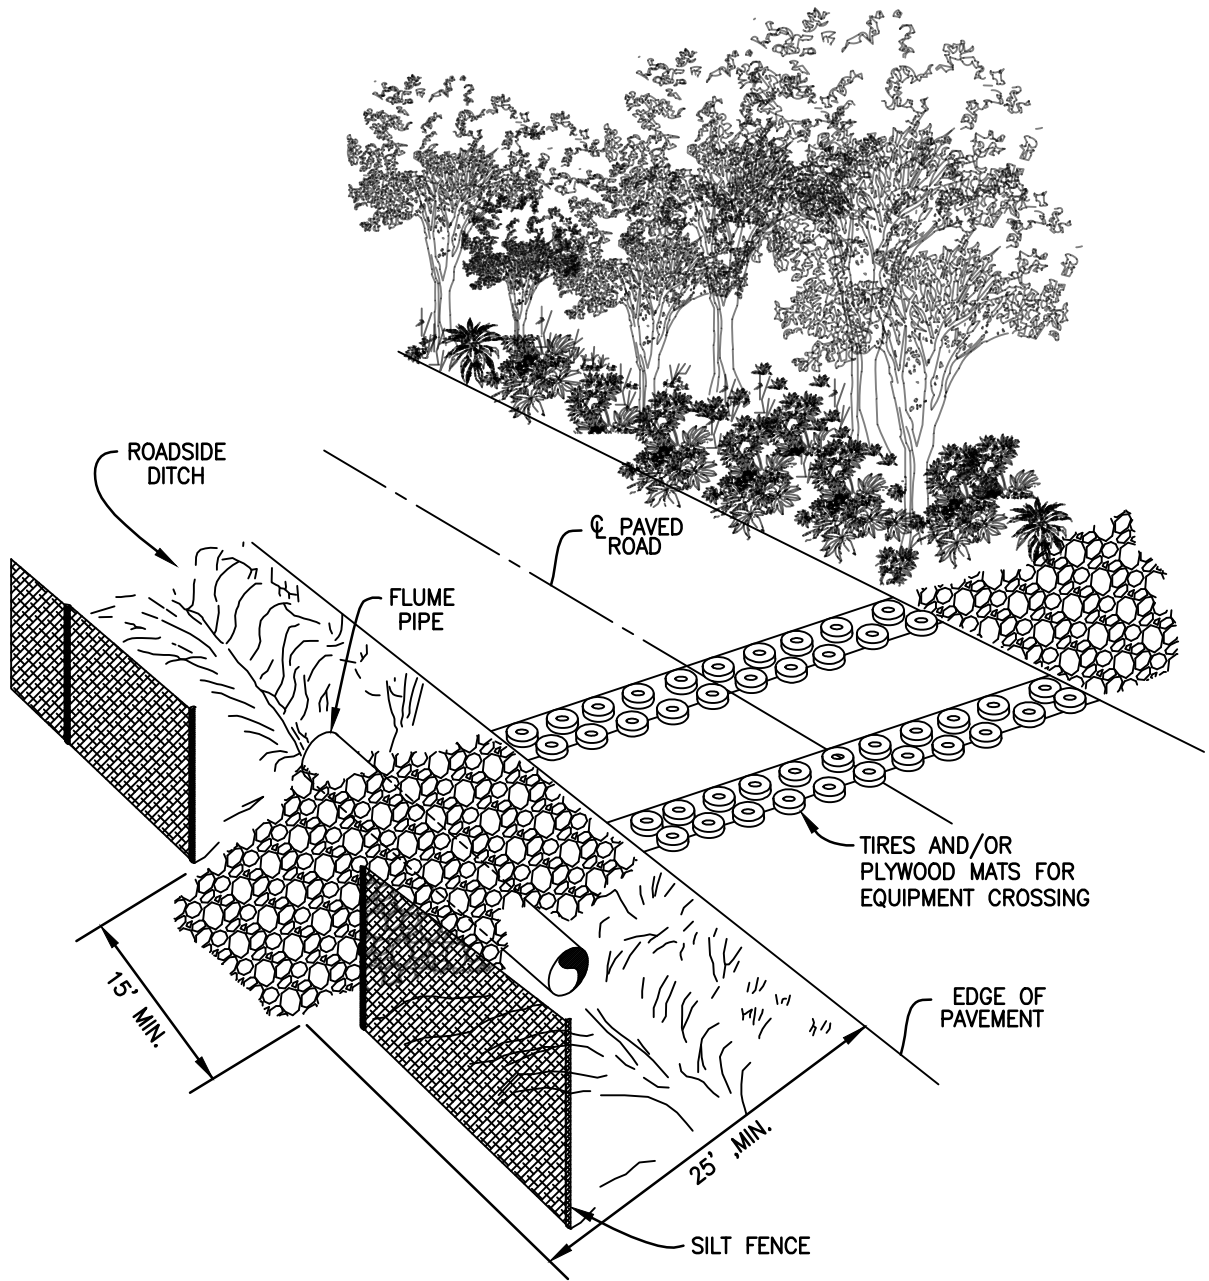 ROADSIDE
DITCH
℄ PAVED
ROAD
FLUME
PIPE
TIRES AND/OR
PLYWOOD MATS FOR
EQUIPMENT CROSSING
15' MIN.
EDGE OF
PAVEMENT
25' ,MIN.
SILT FENCE